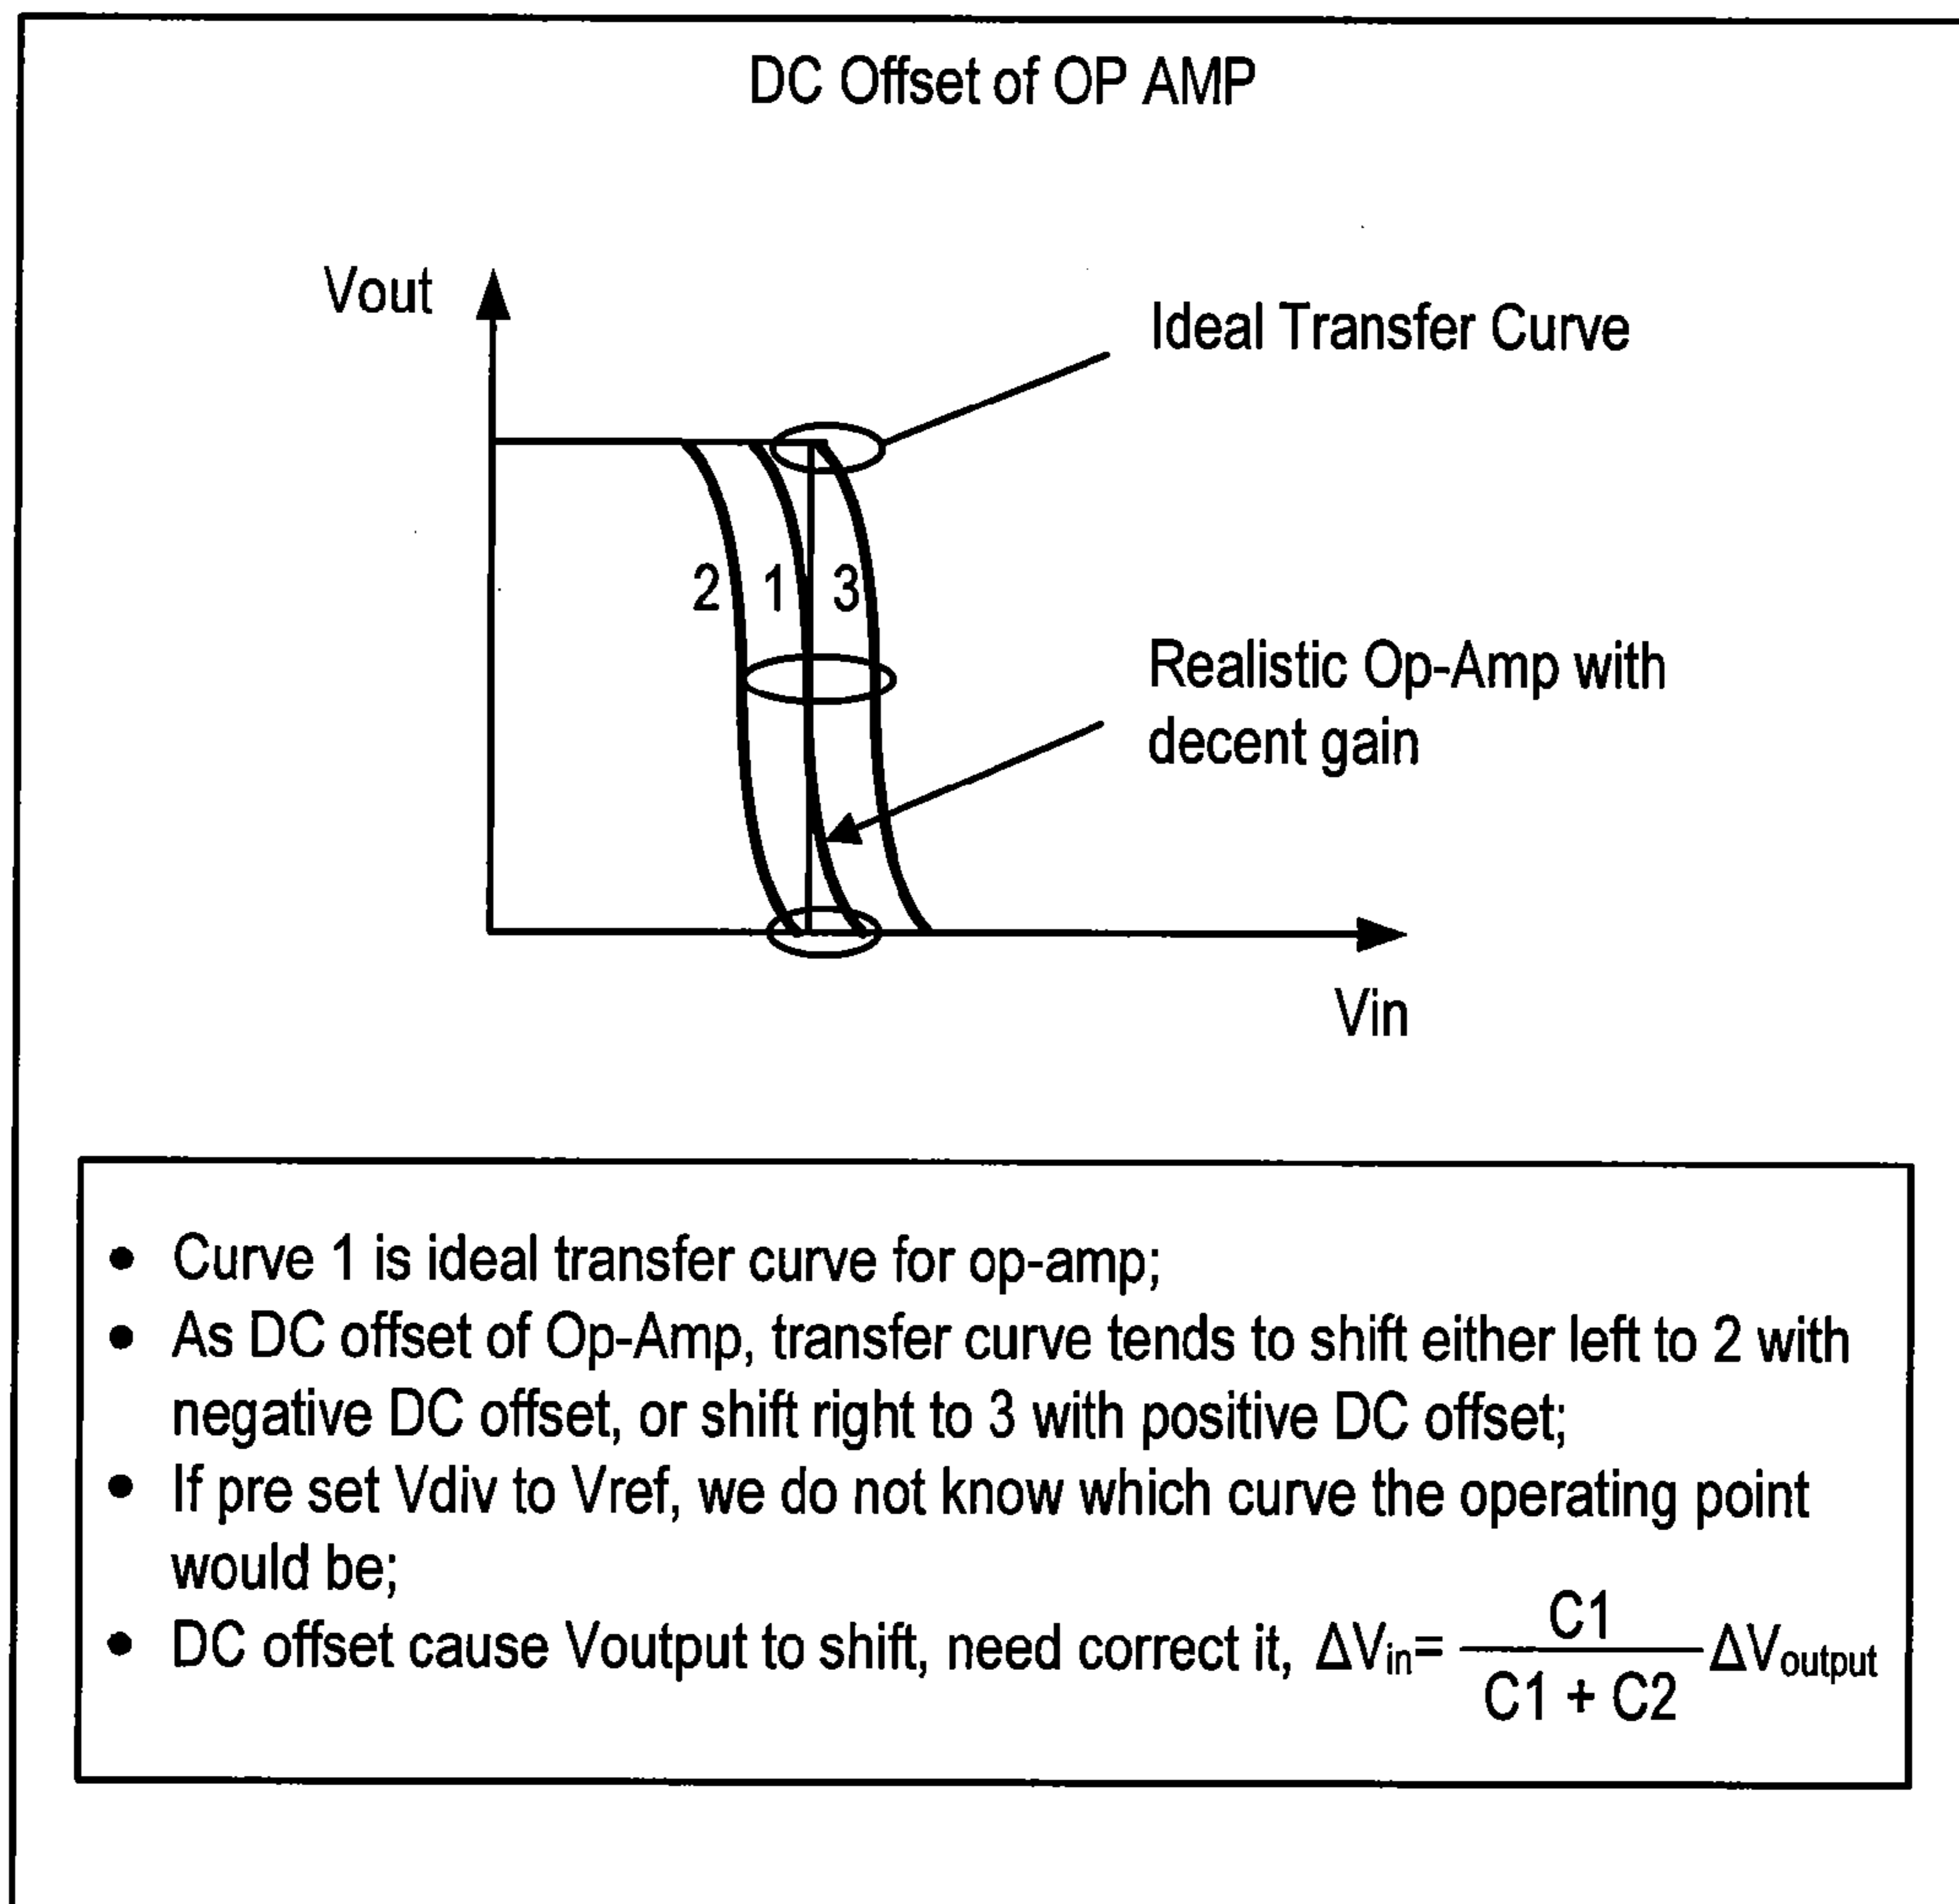 DC Offset of OP AMP
Vout
Ideal Transfer Curve
2 1 3
Realistic Op-Amp with
decent gain
Vin
• Curve 1 is ideal transfer curve for op-amp;
• As DC offset of Op-Amp, transfer curve tends to shift either left to 2 with
negative DC offset, or shift right to 3 with positive DC offset;
• If pre set Vdiv to Vref, we do not know which curve the operating point
would be;
• DC offset cause Voutput to shift, need correct it, ΔVin= C1 / C1 + C2 ΔVoutput